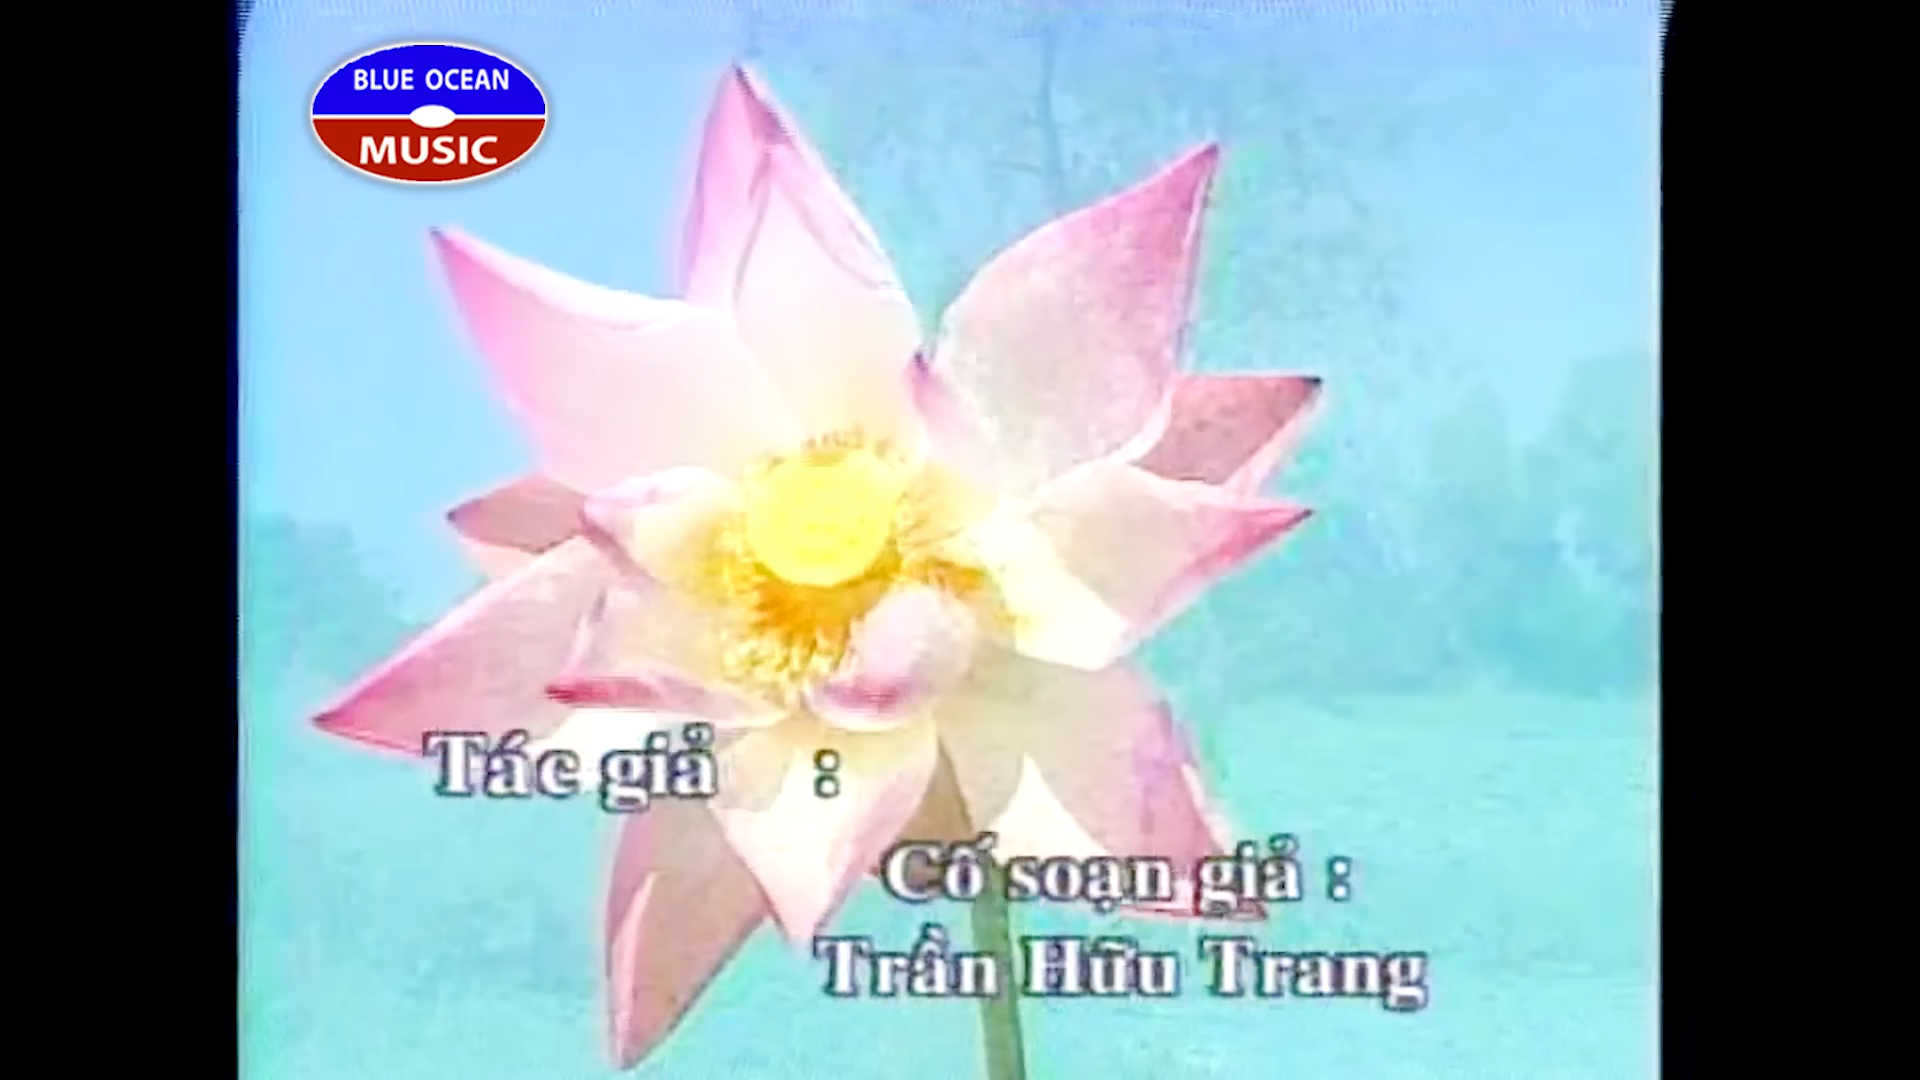 BLUE OCEAN
MUSIC
Tác giả :
Cố soạn giả :
Trần Hữu Trang